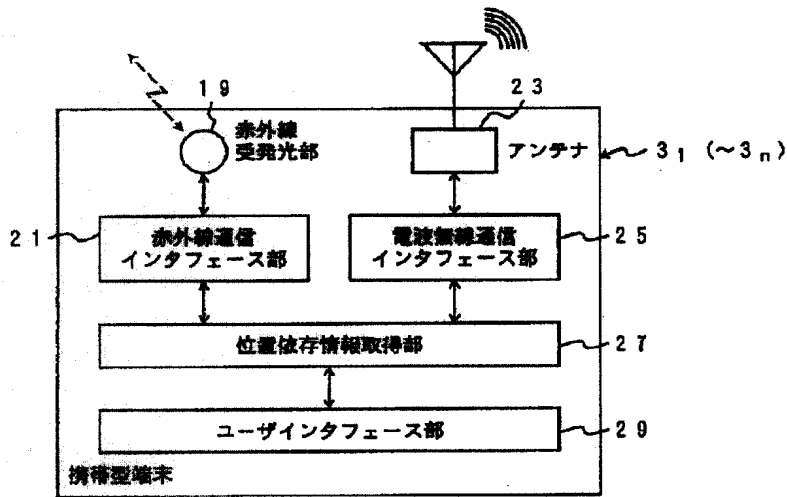 19
赤外線
受発光部
23
アンテナ
3₁ (～3ₙ)
21
赤外線通信
インタフェース部
電波無線通信
インタフェース部
25
位置依存情報取得部
27
ユーザインタフェース部
29
携帯型端末